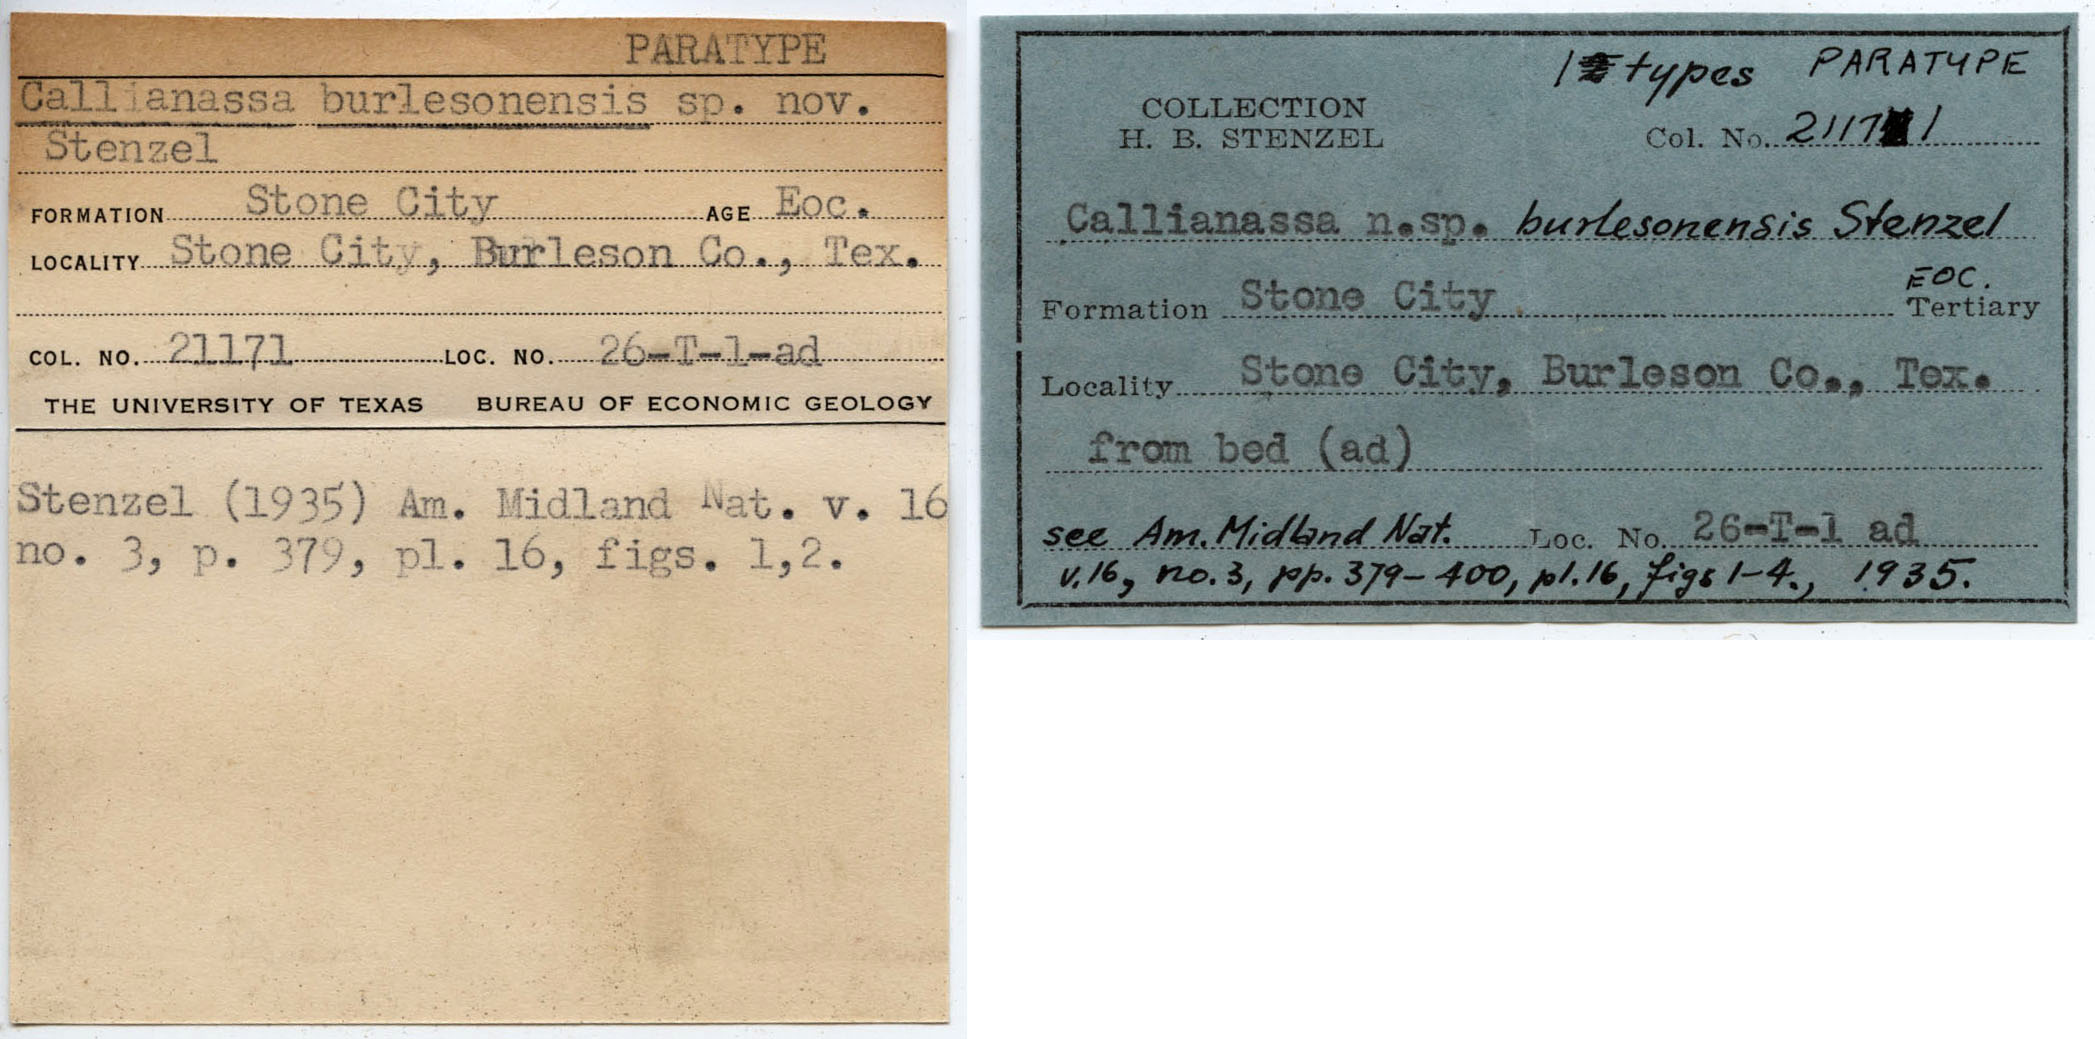 PARATYPE
Callianassa burlesonensis sp. nov.
Stenzel
FORMATION Stone City AGE Eoc.
LOCALITY Stone City, Burleson Co., Tex.
COL. NO. 21171 LOC. NO. 26-T-1-ad
THE UNIVERSITY OF TEXAS BUREAU OF ECONOMIC GEOLOGY
Stenzel (1935) Am. Midland Nat. v. 16
no. 3, p. 379, pl. 16, figs. 1,2.
1 types PARATYPE
COLLECTION
H. B. STENZEL Col. No. 21171
Callianassa n.sp. burlesonensis Stenzel
EOC.
Formation Stone City Tertiary
Locality Stone City, Burleson Co., Tex.
from bed (ad)
see Am. Midland Nat. Loc. No. 26-T-1 ad
v.16, no.3, pp. 379-400, pl.16, figs 1-4., 1935.